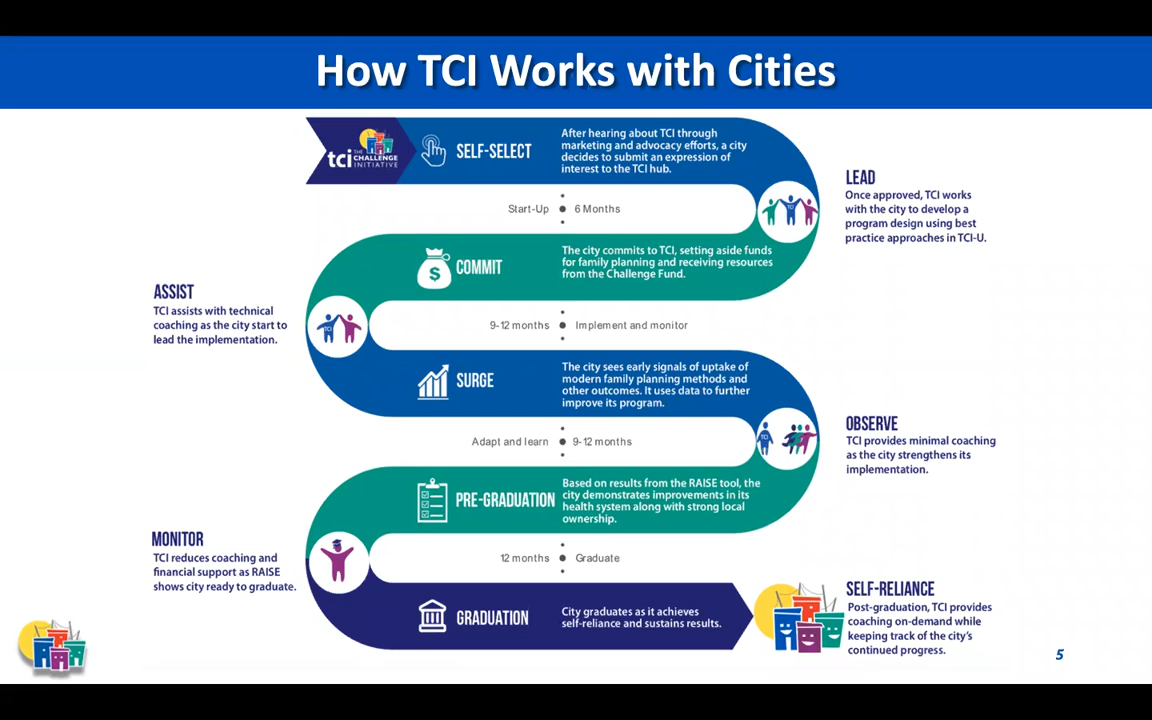 How TCI Works with Cities
tci THE CHALLENGE INITIATIVE
SELF-SELECT
After hearing about TCI through
marketing and advocacy efforts, a city
decides to submit an expression of
interest to the TCI hub.
LEAD
Once approved, TCI works
with the city to develop a
program design using best
practice approaches in TCI-U.
Start-Up
6 Months
TCI
COMMIT
The city commits to TCI, setting aside funds
for family planning and receiving resources
from the Challenge Fund.
ASSIST
TCI assists with technical
coaching as the city start to
lead the implementation.
TCI
9-12 months
Implement and monitor
SURGE
The city sees early signals of uptake of
modern family planning methods and
other outcomes. It uses data to further
improve its program.
OBSERVE
TCI provides minimal coaching
as the city strengthens its
implementation.
Adapt and learn
9-12 months
TCI
PRE-GRADUATION
Based on results from the RAISE tool, the
city demonstrates improvements in its
health system along with strong local
ownership.
MONITOR
TCI reduces coaching and
financial support as RAISE
shows city ready to graduate.
12 months
Graduate
GRADUATION
City graduates as it achieves
self-reliance and sustains results.
SELF-RELIANCE
Post-graduation, TCI provides
coaching on-demand while
keeping track of the city's
continued progress.
5